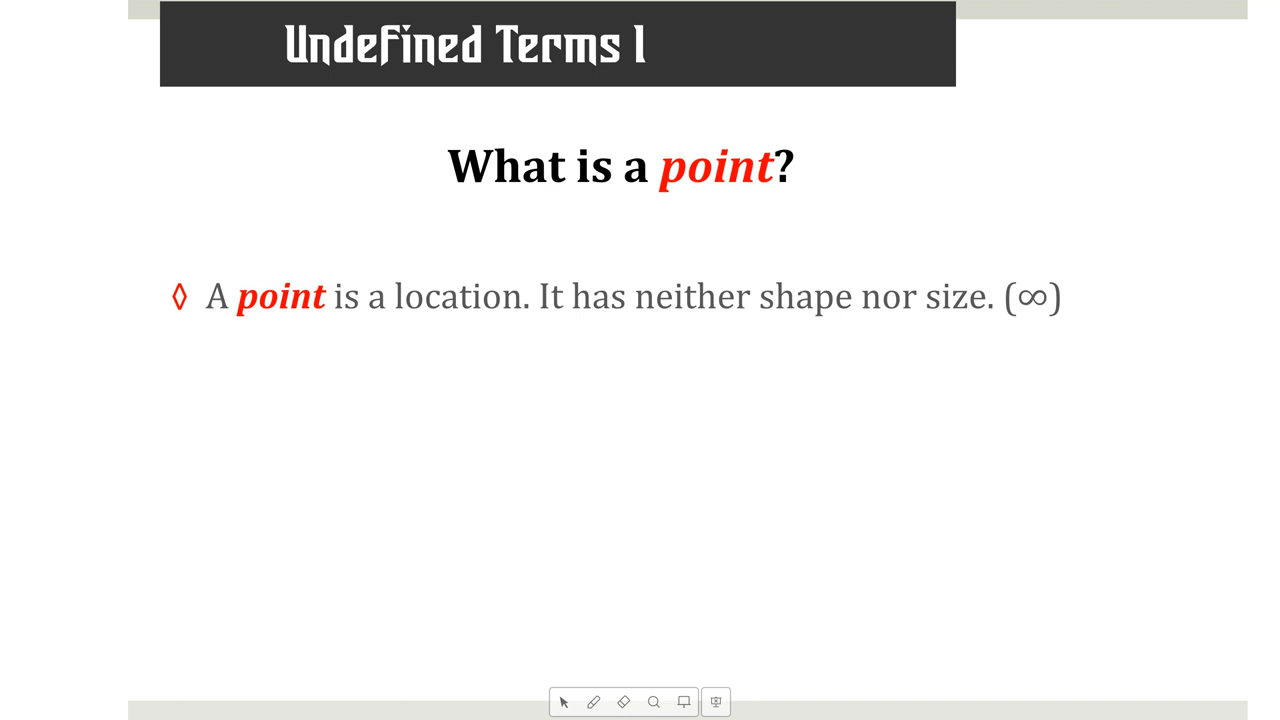 Undefined Terms I
What is a point?
◊ A point is a location. It has neither shape nor size. (∞)